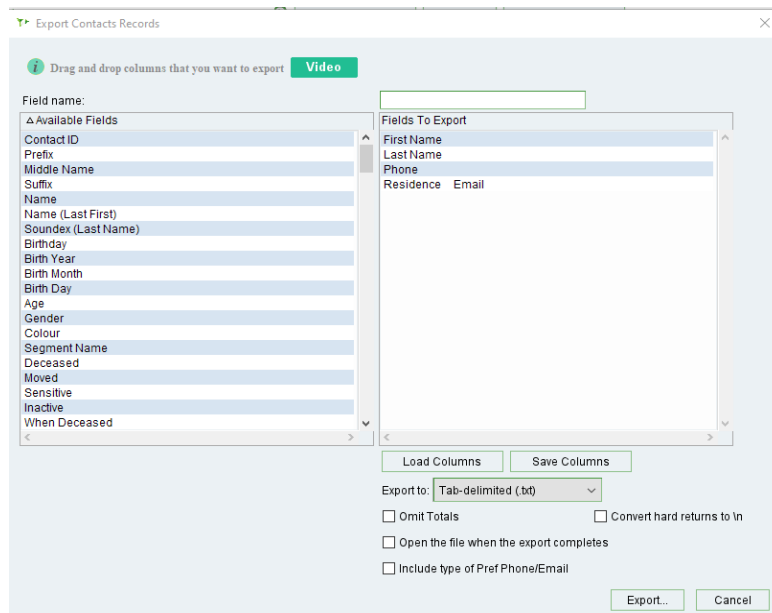 Export Contacts Records
Drag and drop columns that you want to export Video
Field name:
Available Fields
Contact ID
Prefix
Middle Name
Suffix
Name
Name (Last First)
Soundex (Last Name)
Birthday
Birth Year
Birth Month
Birth Day
Age
Gender
Colour
Segment Name
Deceased
Moved
Sensitive
Inactive
When Deceased
Fields To Export
First Name
Last Name
Phone
Residence Email
Load Columns Save Columns
Export to: Tab-delimited (.txt)
Omit Totals Convert hard returns to \n
Open the file when the export completes
Include type of Pref Phone/Email
Export... Cancel